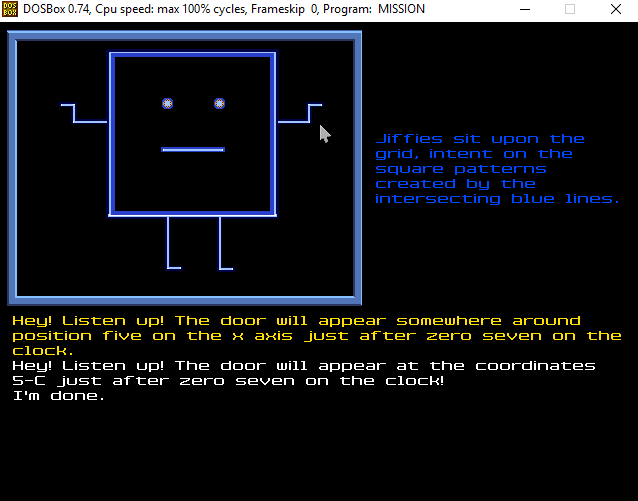 DOS BOX
DOSBox 0.74, Cpu speed: max 100% cycles, Frameskip 0, Program: MISSION
Jiffies sit upon the
grid, intent on the
square patterns
created by the
intersecting blue lines.
Hey! Listen up! The door will appear somewhere around
position five on the x axis just after zero seven on the
clock.
Hey! Listen up! The door will appear at the coordinates
5-C just after zero seven on the clock!
I'm done.